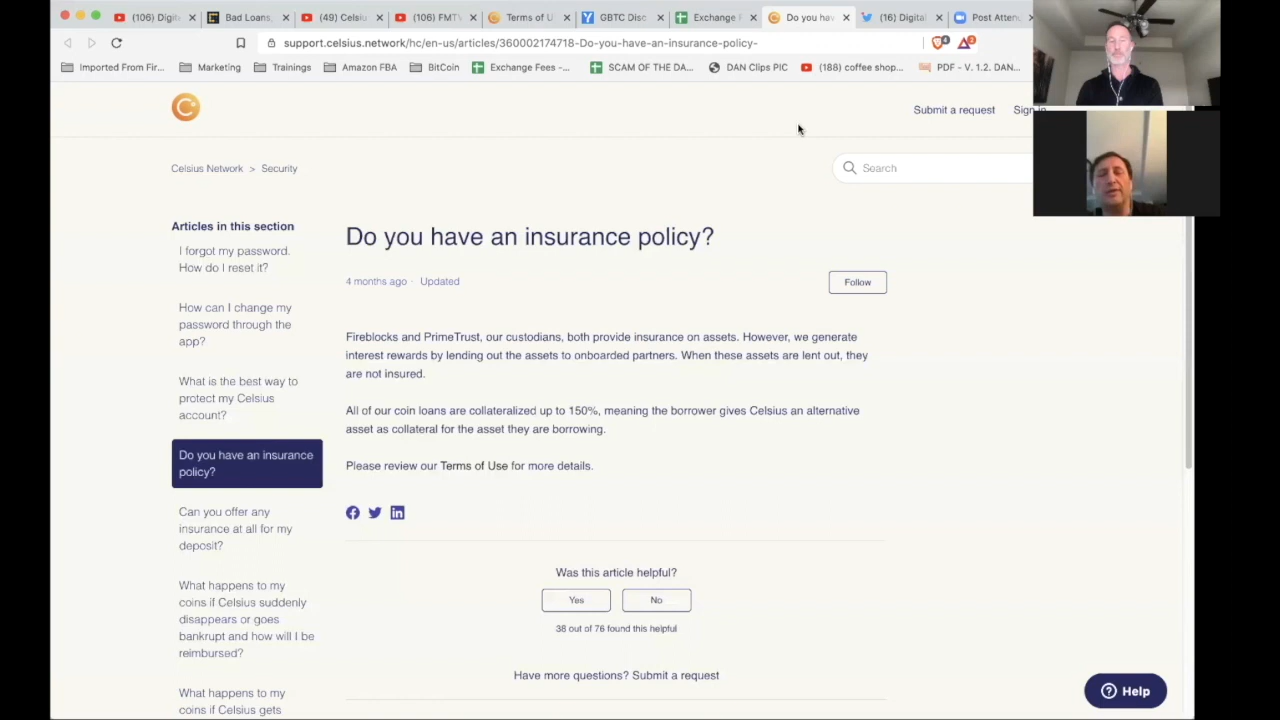 (106) Digit
Bad Loans,
(49) Celsiu
(106) FMTV
Terms of U
GBTC Disc
Exchange F
Do you hav
(16) Digital
Post Atten
support.celsius.network/hc/en-us/articles/360002174718-Do-you-have-an-insurance-policy-
4
2
Imported From Fir...
Marketing
Trainings
Amazon FBA
BitCoin
Exchange Fees -...
SCAM OF THE DA...
DAN Clips PIC
(188) coffee shop...
PDF - V. 1.2. DAN...
Submit a request
Sign in
Celsius Network > Security
Search
Articles in this section
I forgot my password.
How do I reset it?
How can I change my
password through the
app?
What is the best way to
protect my Celsius
account?
Do you have an insurance
policy?
Can you offer any
insurance at all for my
deposit?
What happens to my
coins if Celsius suddenly
disappears or goes
bankrupt and how will I be
reimbursed?
What happens to my
coins if Celsius gets
Do you have an insurance policy?
4 months ago · Updated
Follow
Fireblocks and PrimeTrust, our custodians, both provide insurance on assets. However, we generate
interest rewards by lending out the assets to onboarded partners. When these assets are lent out, they
are not insured.
All of our coin loans are collateralized up to 150%, meaning the borrower gives Celsius an alternative
asset as collateral for the asset they are borrowing.
Please review our Terms of Use for more details.
Was this article helpful?
Yes
No
38 out of 76 found this helpful
Have more questions? Submit a request
Help